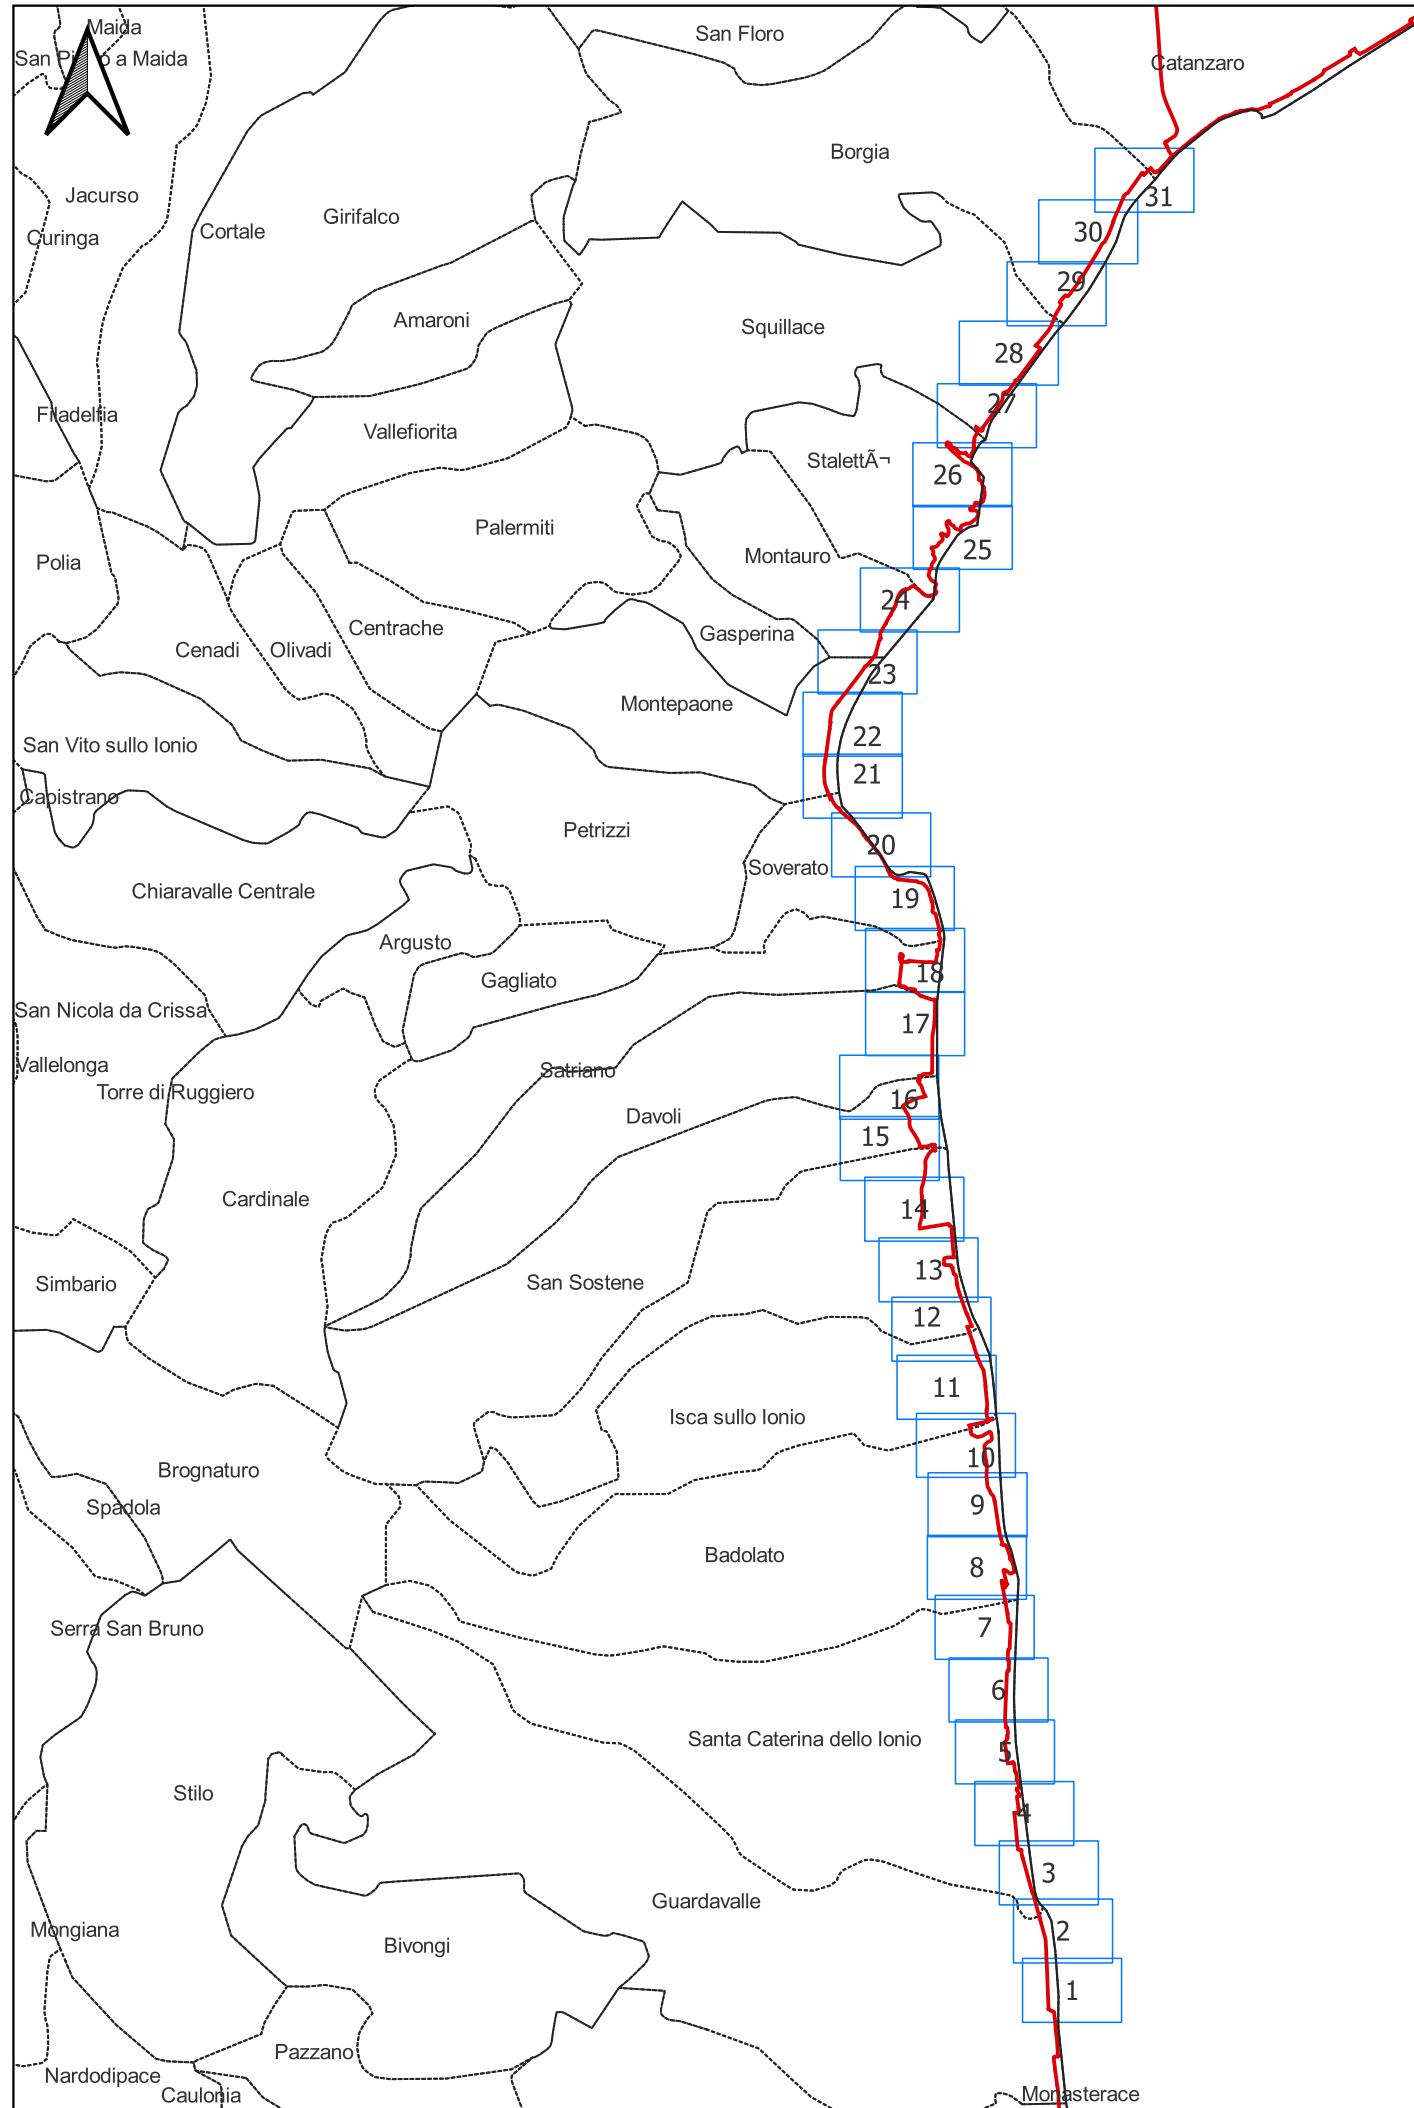 Maida
San Floro
San Pi
ó a Maida
Catanzaro
Borgia
Jacurso
31
Girifalco
Cortale
30
Curinga
29
Amaroni
Squillace
28
27
Filadelfia
Vallefiorita
StalettÃ¬
26
Palermiti
25
Montauro
Polia
24
Centrache
Gasperina
Cenadi
Olivadi
23
Montepaone
22
San Vito sullo Ionio
21
Capistrano
Petrizzi
20
Soverato
Chiaravalle Centrale
19
Argusto
18
Gagliato
San Nicola da Crissa
17
Vallelonga
Satriano
Torre di Ruggiero
16
Davoli
15
Cardinale
14
13
Simbario
San Sostene
12
11
Isca sullo Ionio
10
Brognaturo
9
Spadola
Badolato
8
Serra San Bruno
7
6
Santa Caterina dello Ionio
5
Stilo
4
3
Guardavalle
Mongiana
2
Bivongi
1
Pazzano
Nardodipace
Caulonia
Monasterace